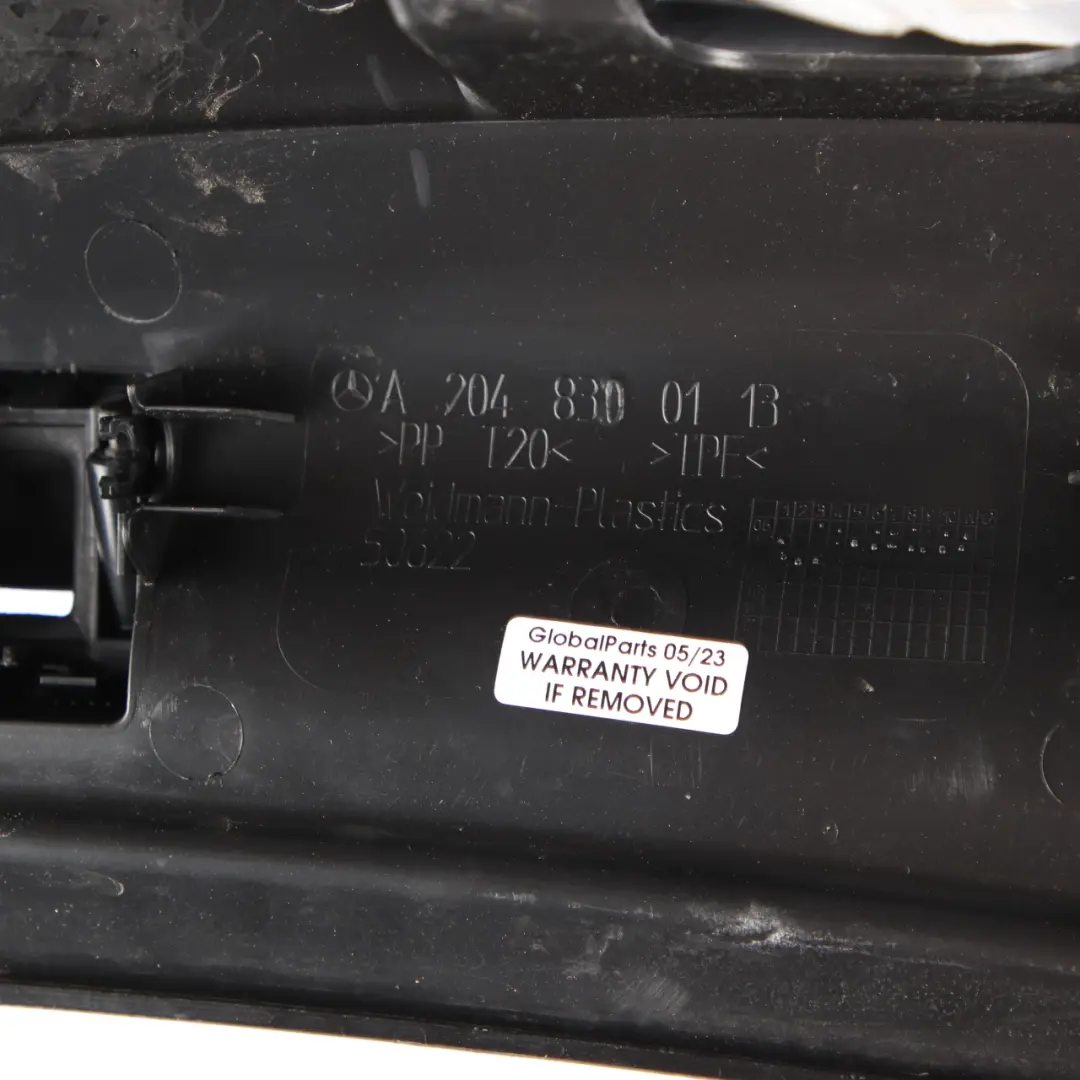 A 204 830 01 13
>PP T20< >TPE<
Weidmann-Plastics
50622
GlobalParts 05/23
WARRANTY VOID
IF REMOVED